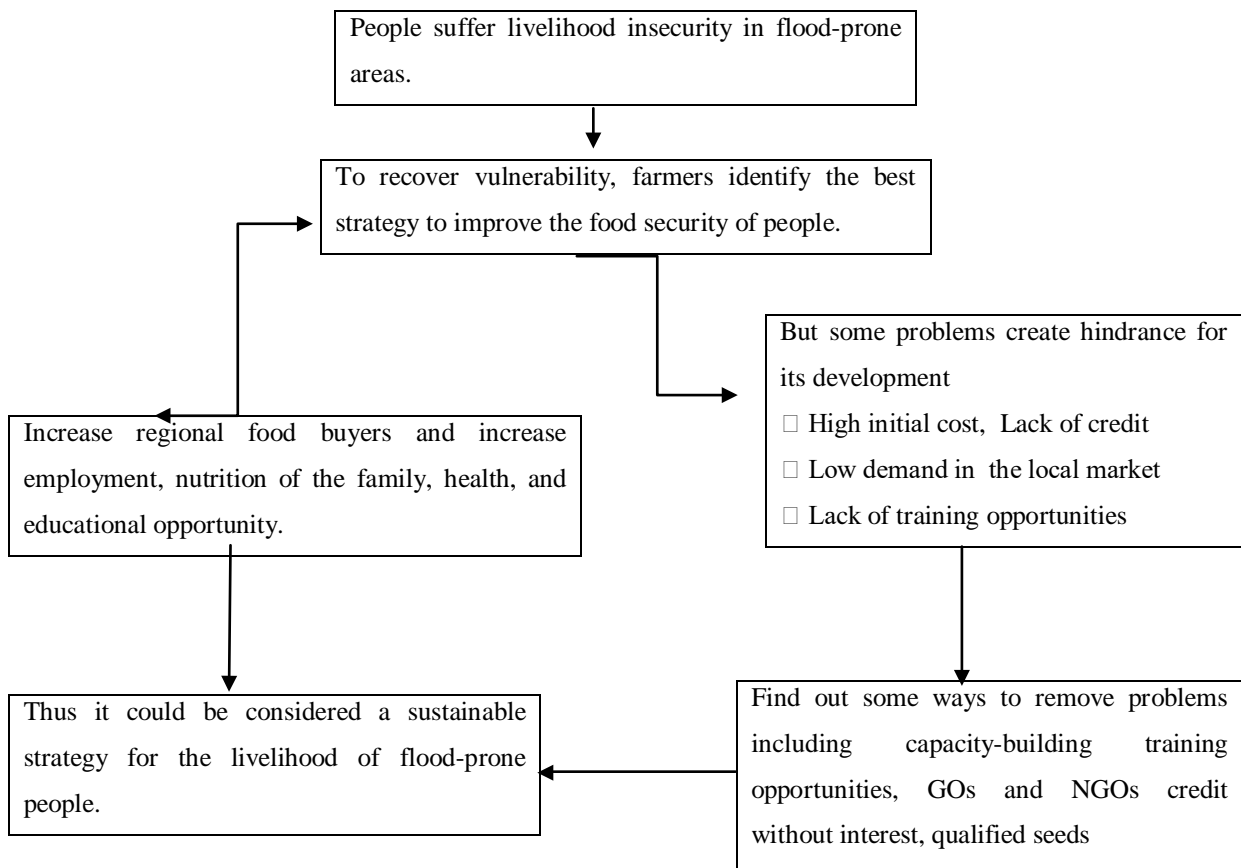 People suffer livelihood insecurity in flood-prone
areas.
To recover vulnerability, farmers identify the best
strategy to improve the food security of people.
But some problems create hindrance for
its development
□ High initial cost, Lack of credit
□ Low demand in the local market
□ Lack of training opportunities
Increase regional food buyers and increase
employment, nutrition of the family, health, and
educational opportunity.
Thus it could be considered a sustainable
strategy for the livelihood of flood-prone
people.
Find out some ways to remove problems
including capacity-building training
opportunities, GOs and NGOs credit
without interest, qualified seeds